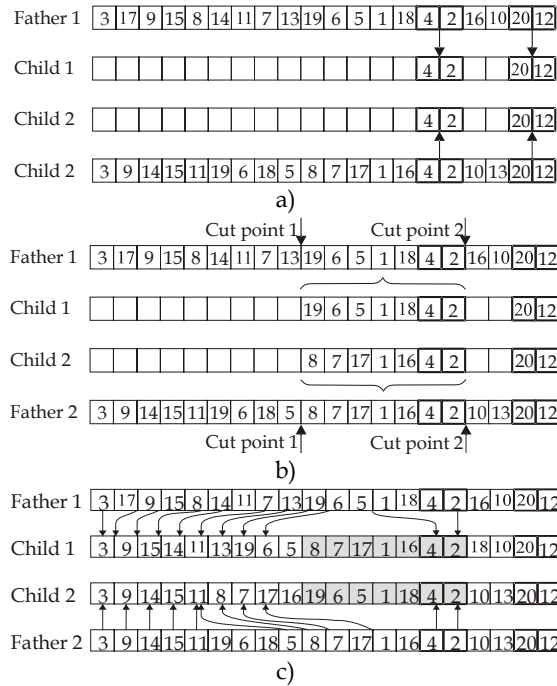 Father 1 3 17 9 15 8 14 11 7 13 19 6 5 1 18 4 2 16 10 20 12
Child 1 4 2 20 12
Child 2 4 2 20 12
Child 2 3 9 14 15 11 19 6 18 5 8 7 17 1 16 4 2 10 13 20 12
a)
Cut point 1 Cut point 2
Father 1 3 17 9 15 8 14 11 7 13 19 6 5 1 18 4 2 16 10 20 12
Child 1 19 6 5 1 18 4 2 20 12
Child 2 8 7 17 1 16 4 2 20 12
Father 2 3 9 14 15 11 19 6 18 5 8 7 17 1 16 4 2 10 13 20 12
Cut point 1 Cut point 2
b)
Father 1 3 17 9 15 8 14 11 7 13 19 6 5 1 18 4 2 16 10 20 12
Child 1 3 9 15 14 11 13 19 6 5 8 7 17 1 16 4 2 18 10 20 12
Child 2 3 9 14 15 11 8 7 17 16 19 6 5 1 18 4 2 10 13 20 12
Father 2 3 9 14 15 11 19 6 18 5 8 7 17 1 16 4 2 10 13 20 12
c)